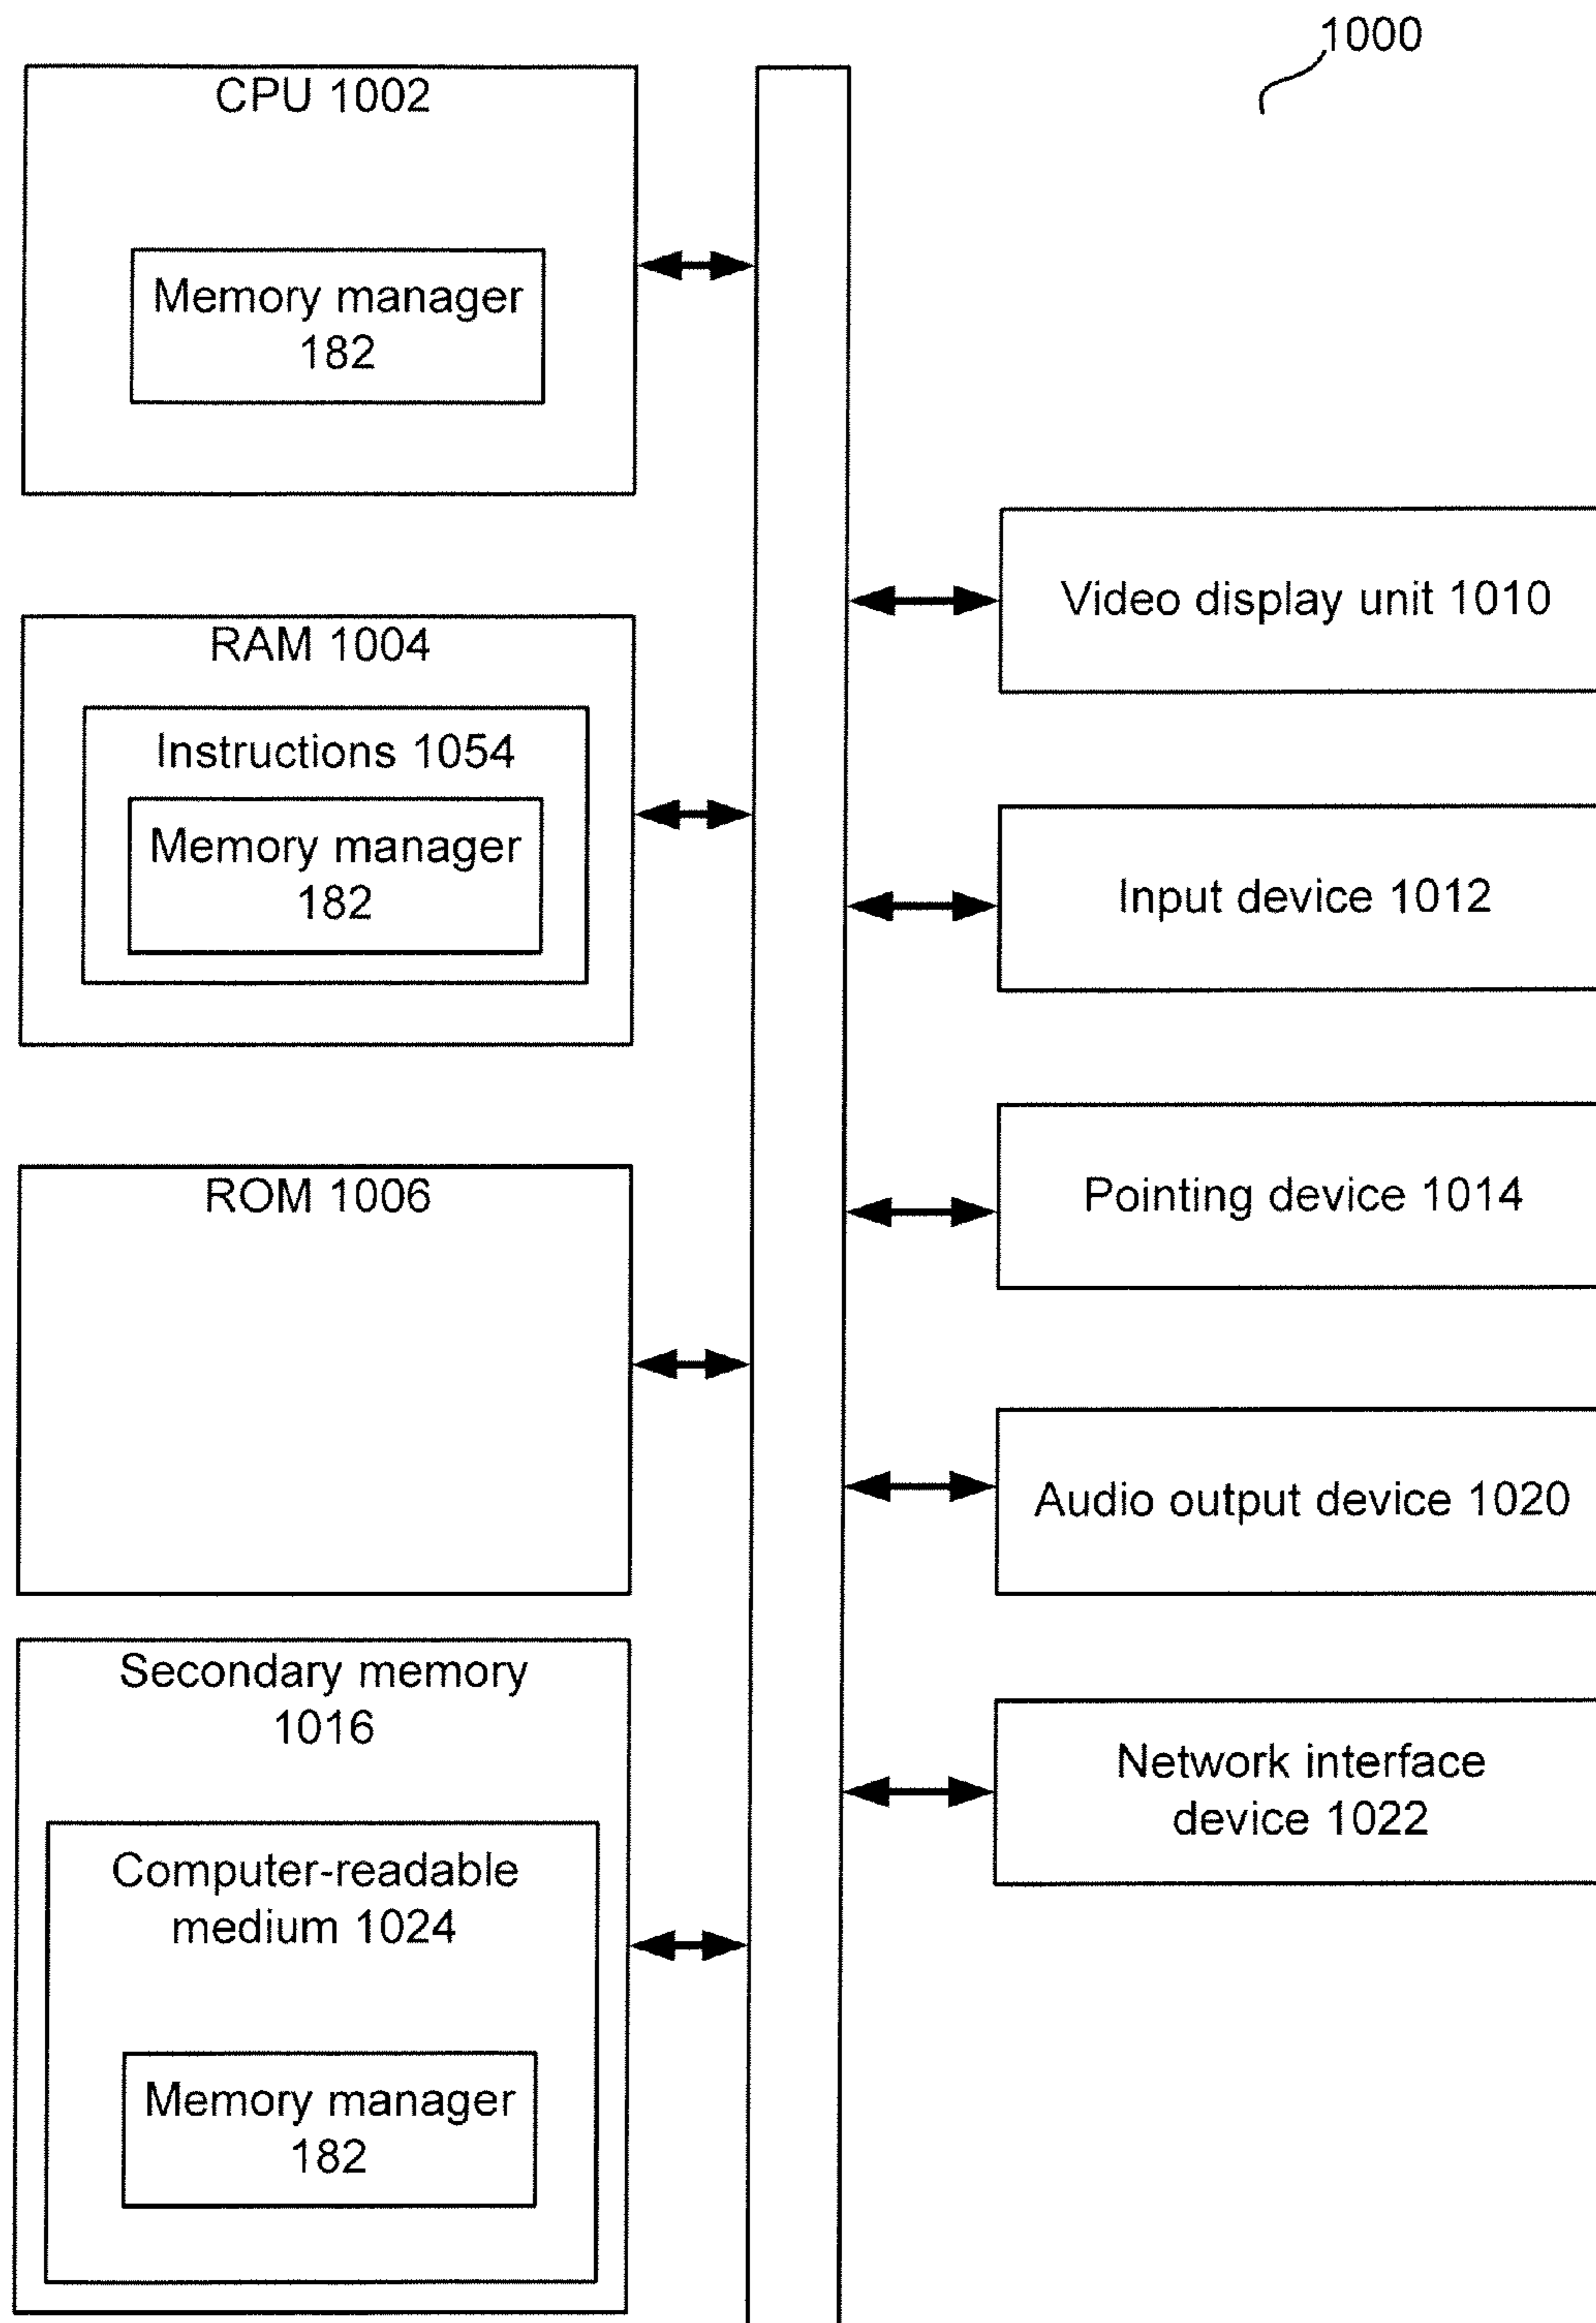 1000
CPU 1002
Memory manager
182
RAM 1004
Instructions 1054
Memory manager
182
ROM 1006
Secondary memory
1016
Computer-readable
medium 1024
Memory manager
182
Video display unit 1010
Input device 1012
Pointing device 1014
Audio output device 1020
Network interface
device 1022